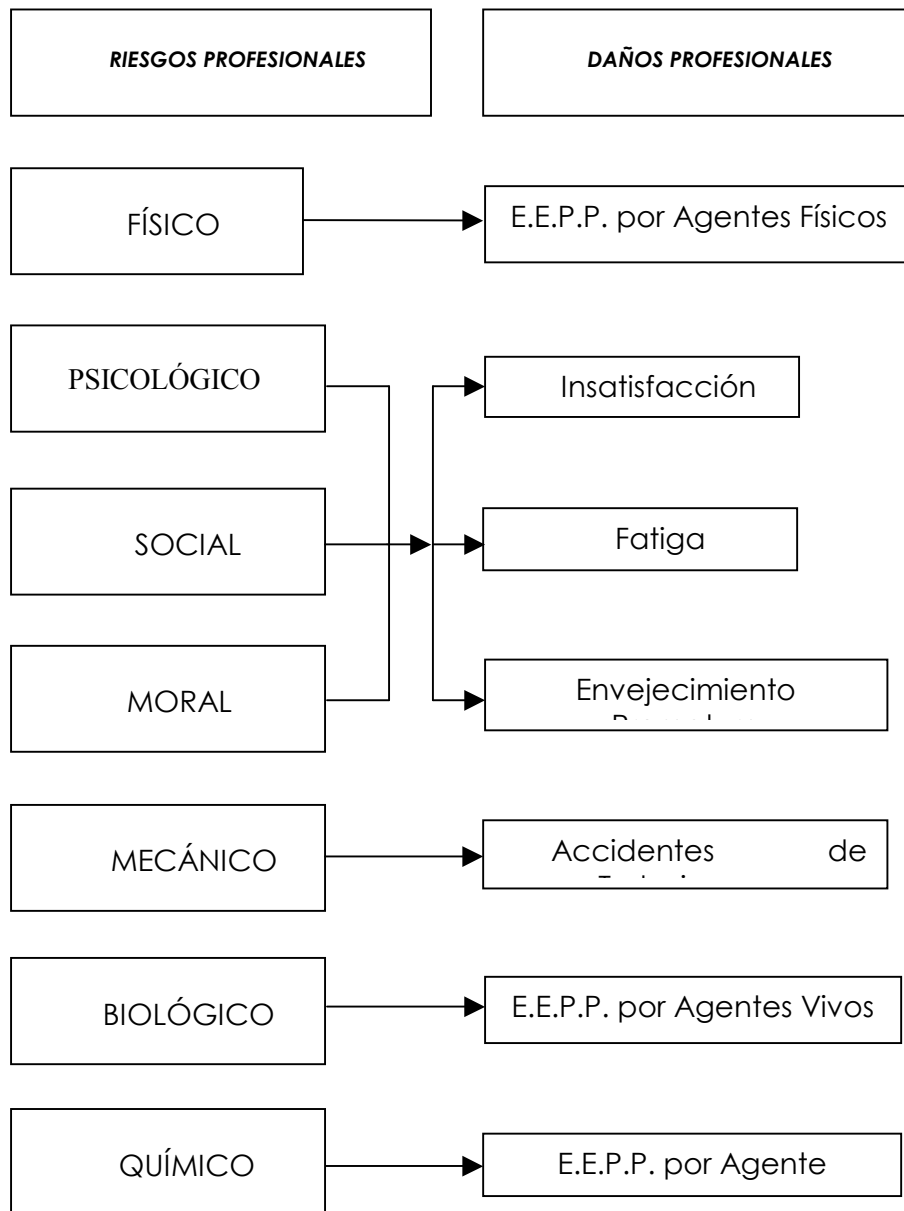 RIESGOS PROFESIONALES
DAÑOS PROFESIONALES
FÍSICO
E.E.P.P. por Agentes Físicos
PSICOLÓGICO
Insatisfacción
SOCIAL
Fatiga
MORAL
Envejecimiento
MECÁNICO
Accidentes de
BIOLÓGICO
E.E.P.P. por Agentes Vivos
QUÍMICO
E.E.P.P. por Agente